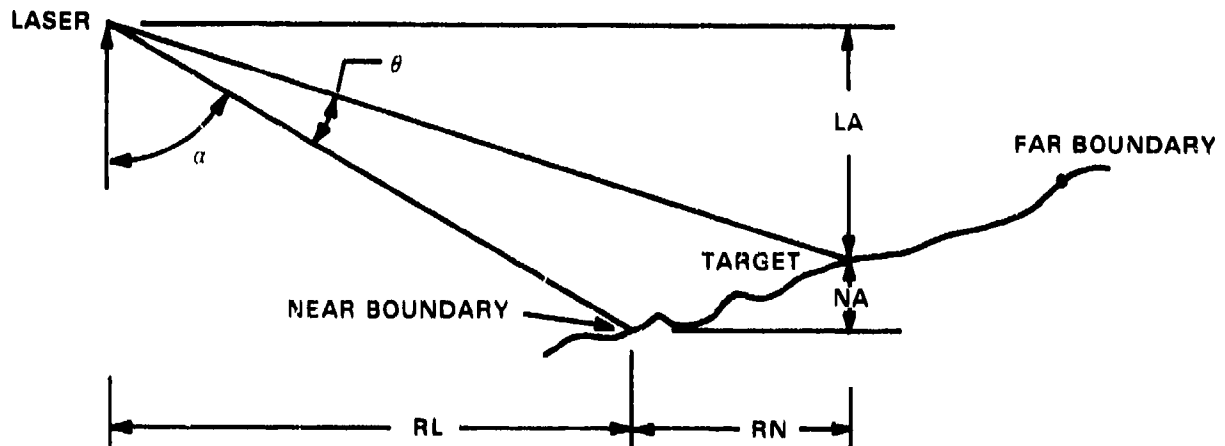 LASER
θ
α
LA
FAR BOUNDARY
TARGET
NA
NEAR BOUNDARY
RL
RN